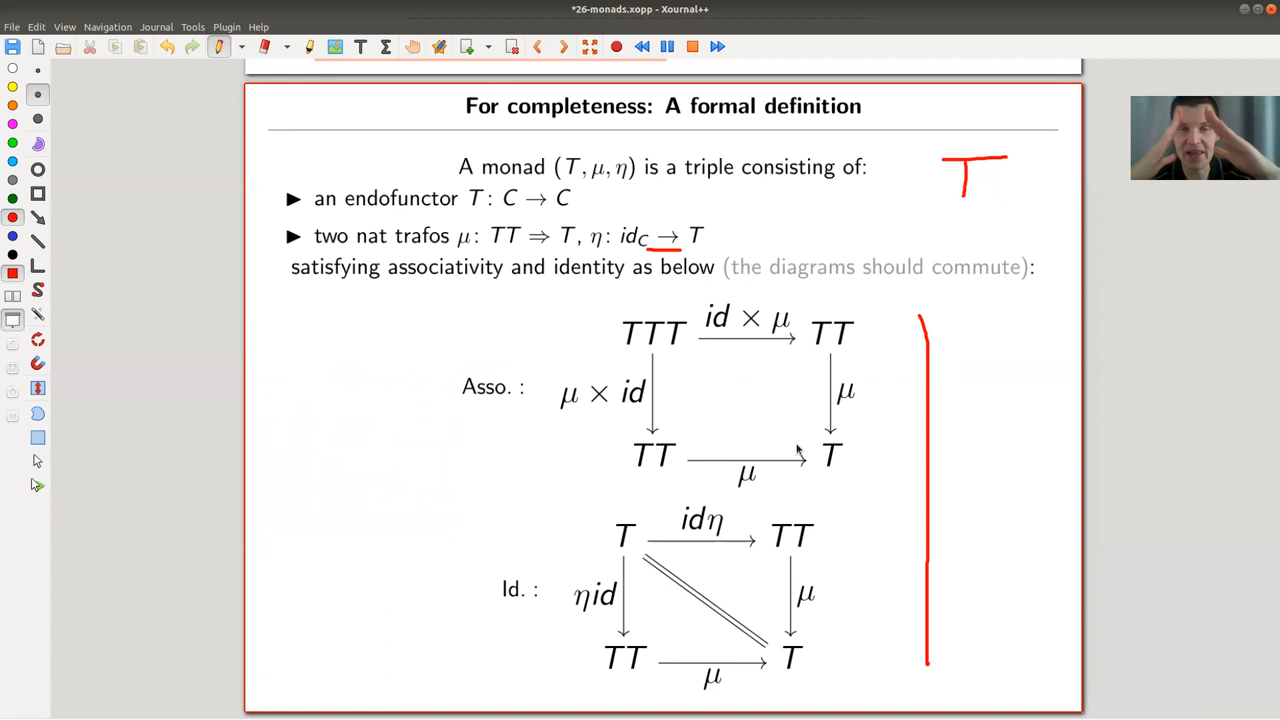 *26-monads.xopp - Xournal++
File Edit View Navigation Journal Tools Plugin Help
For completeness: A formal definition
A monad (T, μ, η) is a triple consisting of:
T
▶ an endofunctor T: C → C
▶ two nat trafos μ: TT ⇒ T, η: id_C → T
satisfying associativity and identity as below (the diagrams should commute):
id × μ
TTT TT
Asso. : μ × id μ
TT T
μ
idη
T TT
Id. : ηid μ
TT T
μ